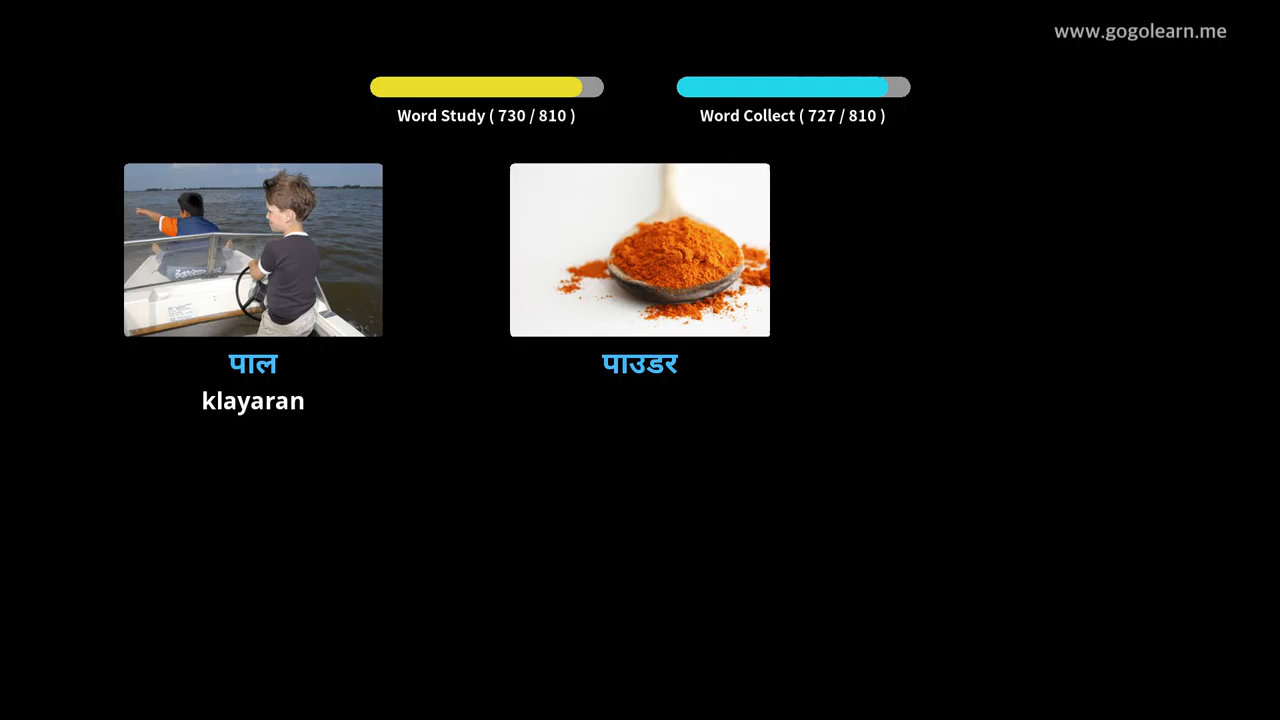 www.gogolearn.me
Word Study ( 730 / 810 )
Word Collect ( 727 / 810 )
पाल
पाउडर
klayaran